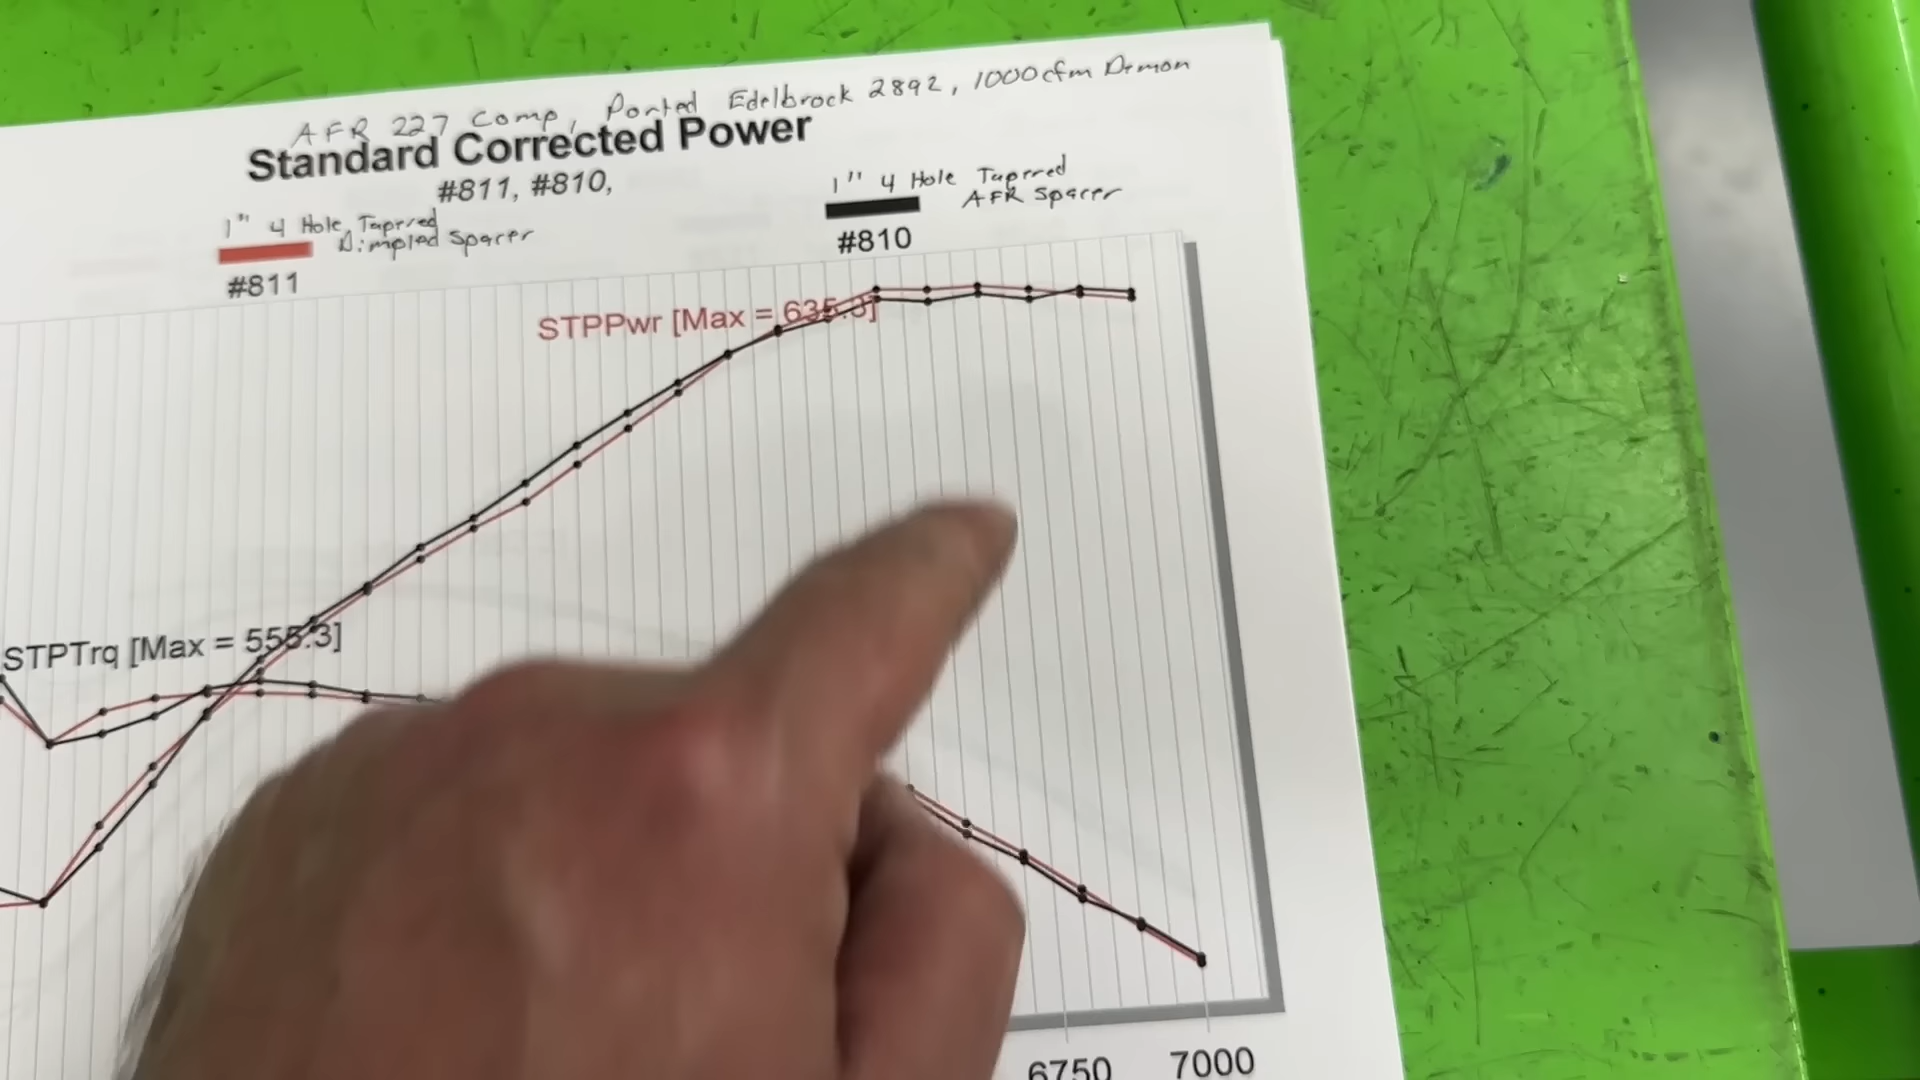 AFR 227 Comp, Ported Edelbrock 2892, 1000cfm Demon
Standard Corrected Power
#811, #810,
1" 4 Hole Tapered
Dimpled Spacer
#811
1" 4 Hole Tapered
AFR Spacer
#810
STPPwr [Max = 635.3]
STPTrq [Max = 555.3]
6750 7000